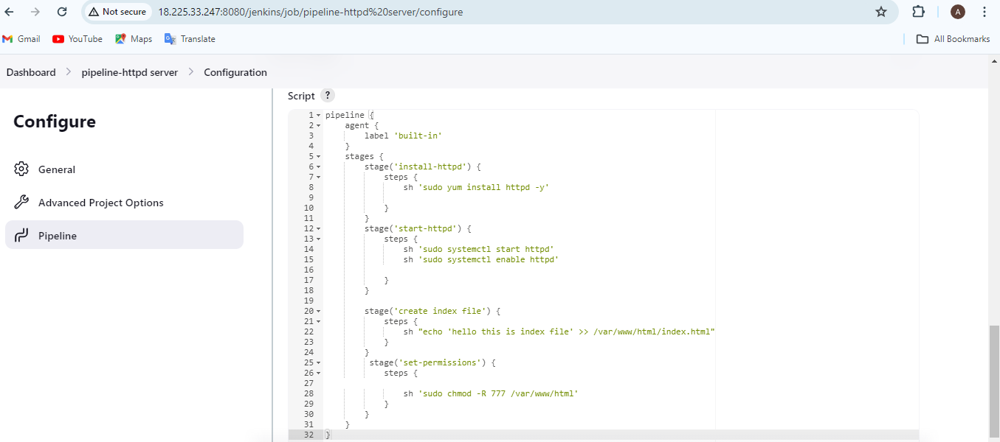 Not secure 18.225.33.247:8080/jenkins/job/pipeline-httpd%20server/configure A
Gmail YouTube Maps Translate All Bookmarks
Dashboard > pipeline-httpd server > Configuration
Configure
General
Advanced Project Options
Pipeline
Script ?
1 pipeline {
2 agent {
3 label 'built-in'
4 }
5 stages {
6 stage('install-httpd') {
7 steps {
8 sh 'sudo yum install httpd -y'
9
10 }
11 }
12 stage('start-httpd') {
13 steps {
14 sh 'sudo systemctl start httpd'
15 sh 'sudo systemctl enable httpd'
16
17 }
18 }
19
20 stage('create index file') {
21 steps {
22 sh "echo 'hello this is index file' >> /var/www/html/index.html"
23 }
24 }
25 stage('set-permissions') {
26 steps {
27
28 sh 'sudo chmod -R 777 /var/www/html'
29 }
30 }
31 }
32 }